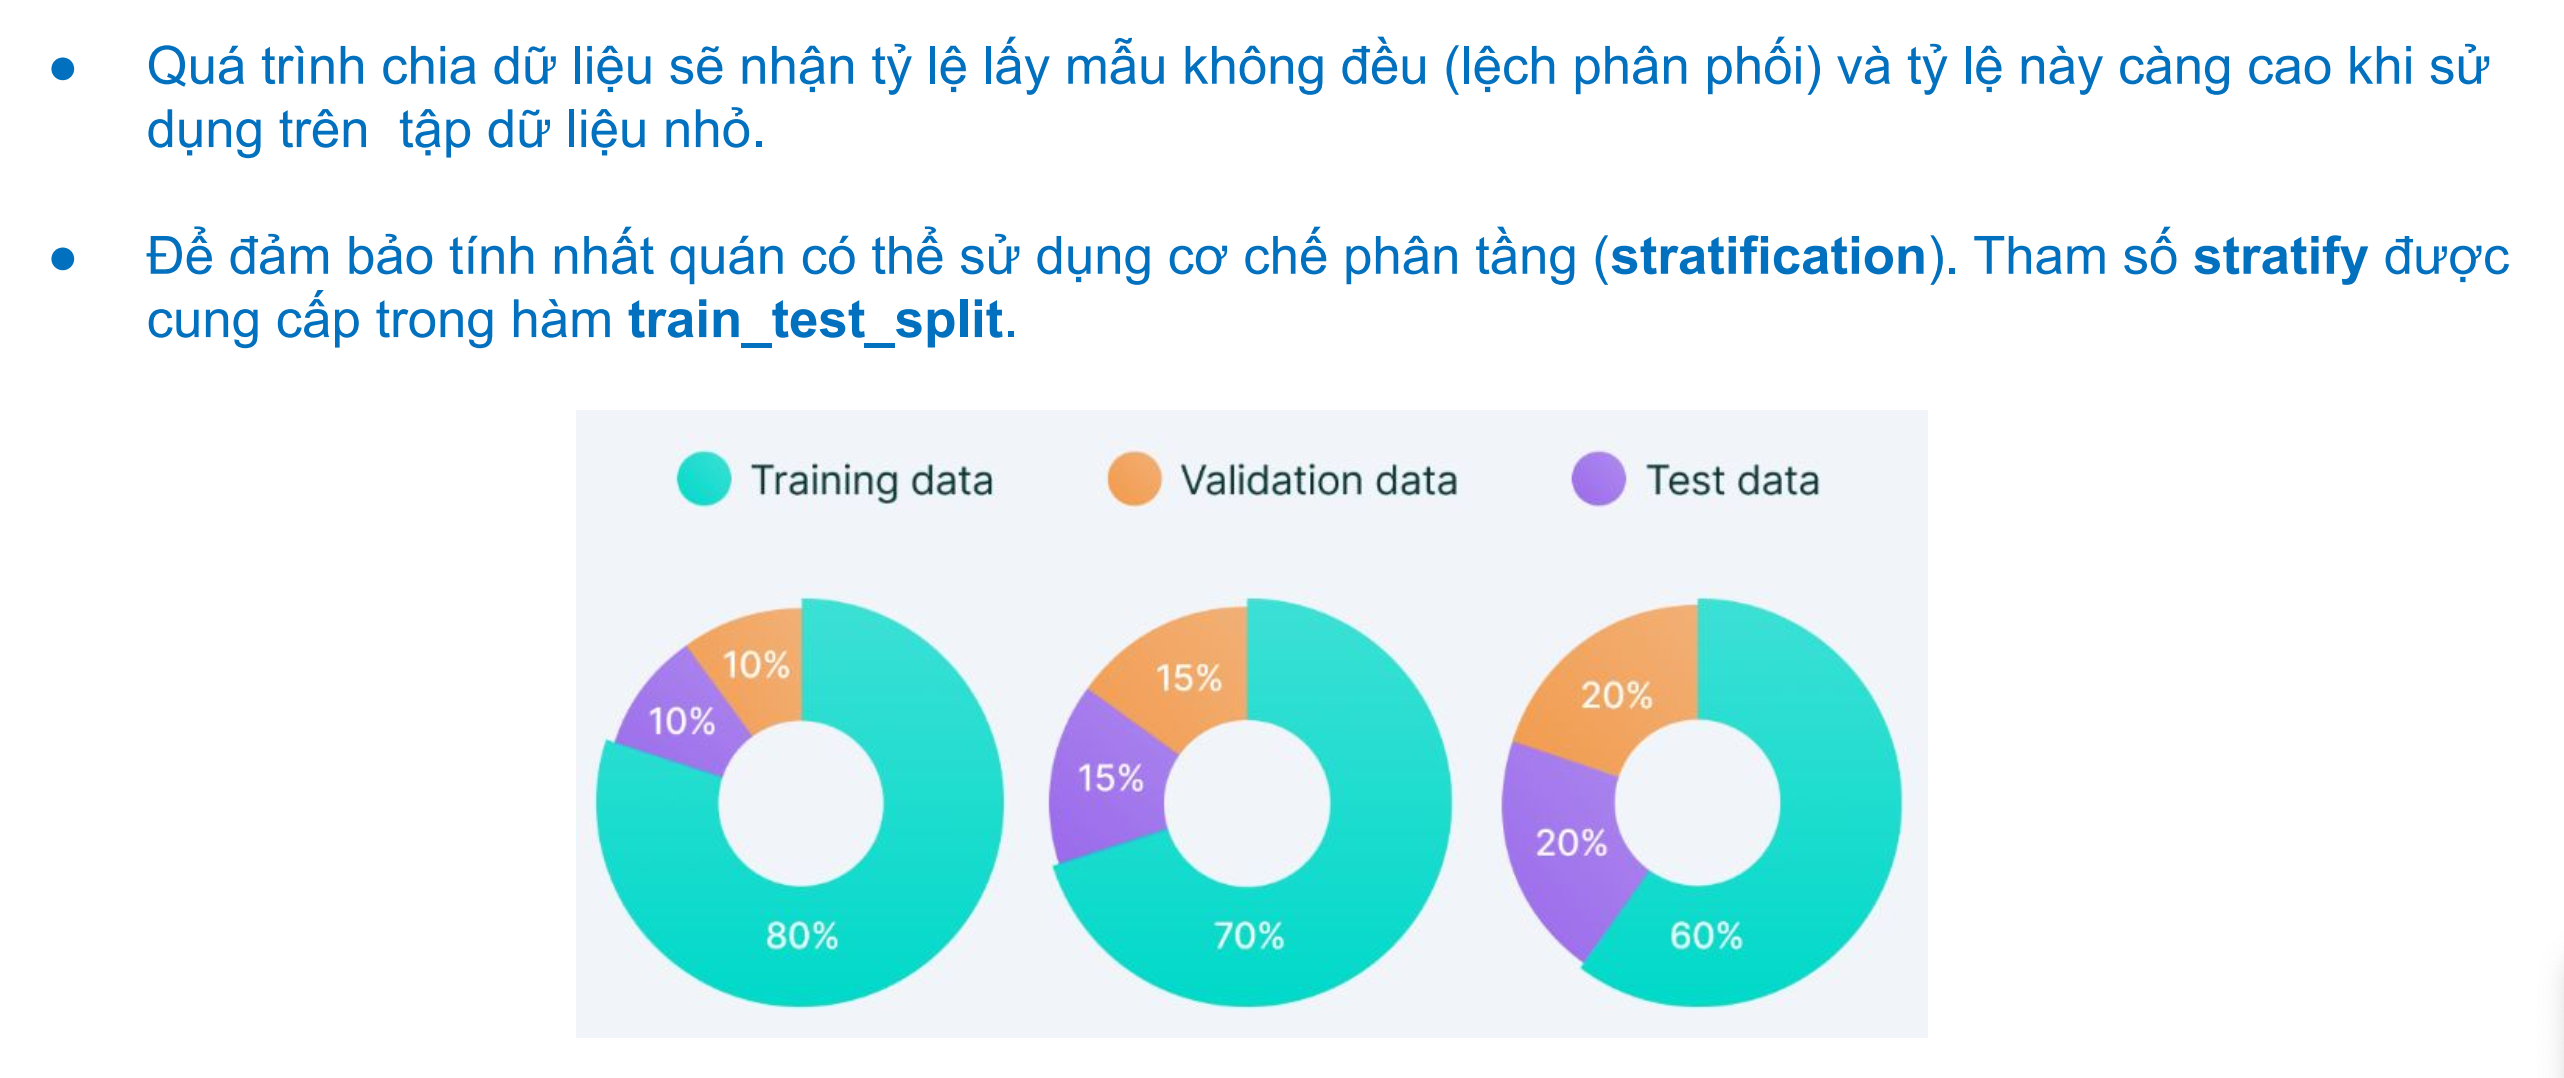 ● Quá trình chia dữ liệu sẽ nhận tỷ lệ lấy mẫu không đều (lệch phân phối) và tỷ lệ này càng cao khi sử
dụng trên tập dữ liệu nhỏ.
● Để đảm bảo tính nhất quán có thể sử dụng cơ chế phân tầng (stratification). Tham số stratify được
cung cấp trong hàm train_test_split.
Training data
Validation data
Test data
10%
10%
80%
15%
15%
70%
20%
20%
60%